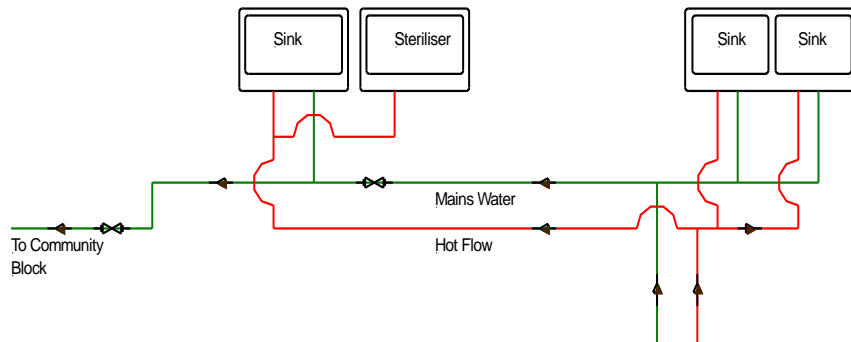 Sink
Steriliser
Sink
Sink
Mains Water
To Community
Block
Hot Flow